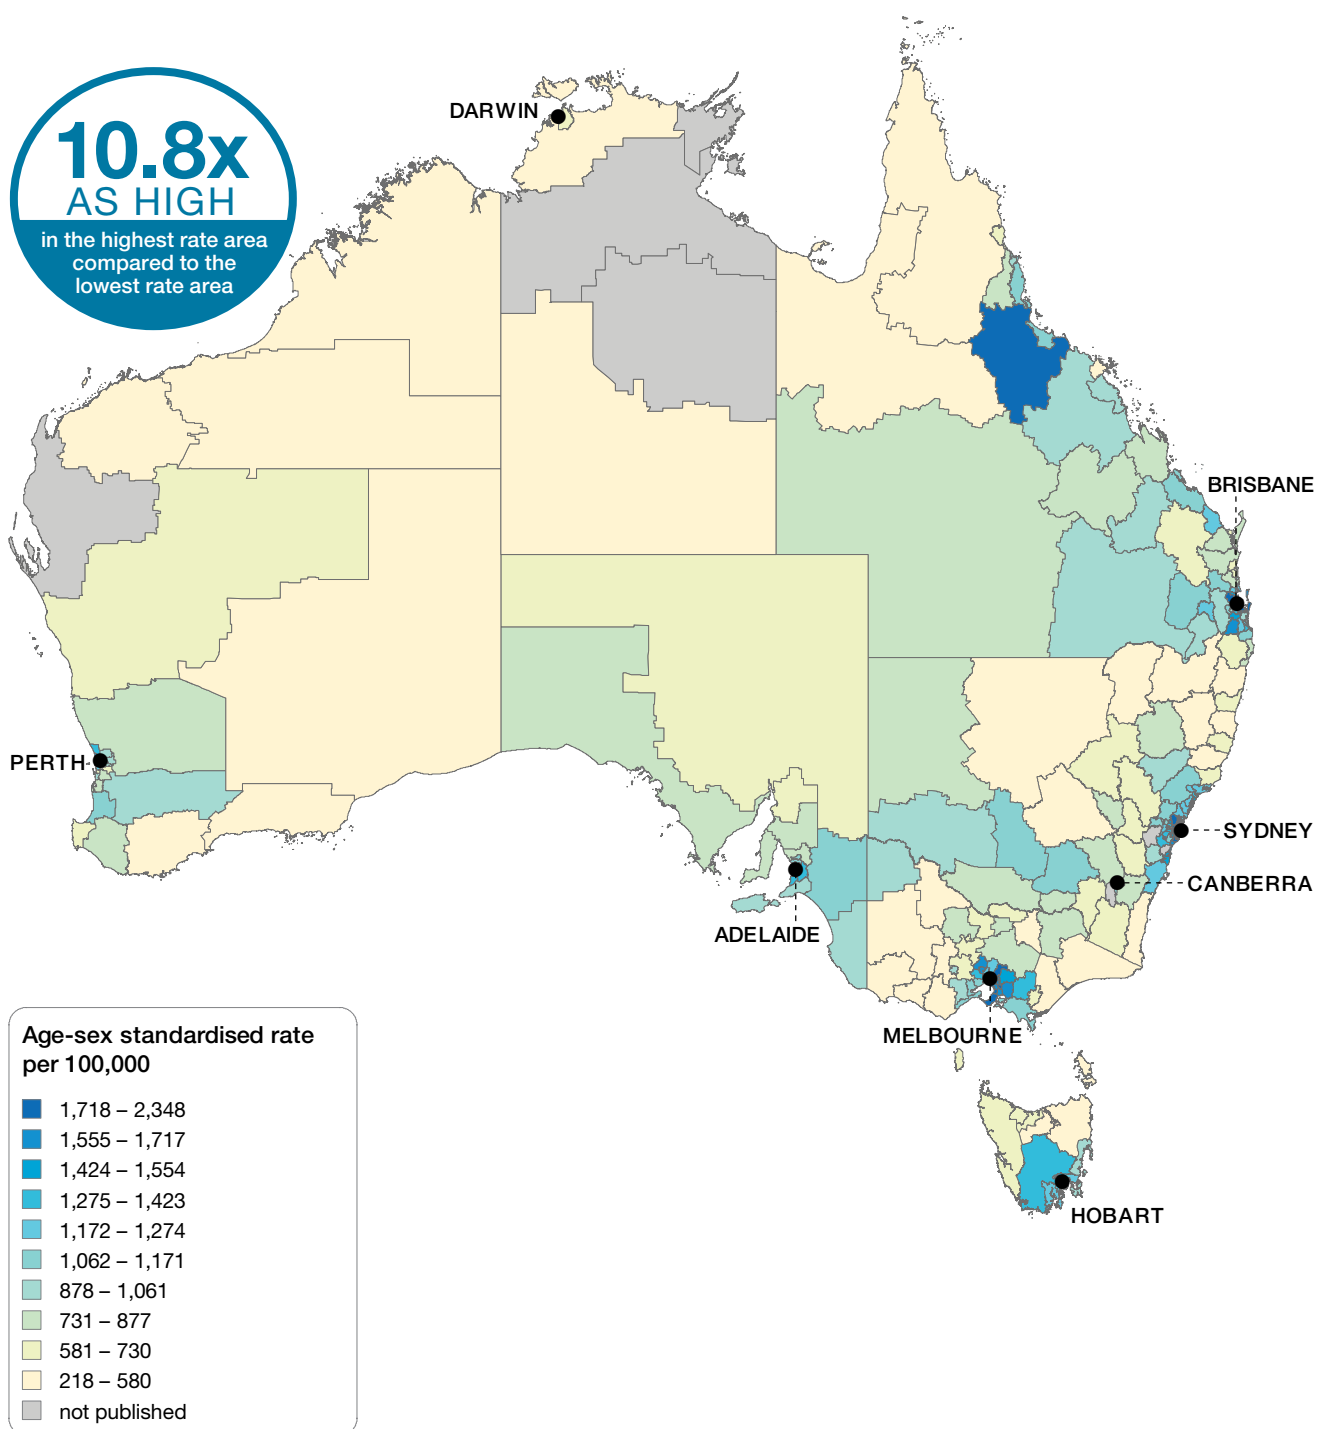 DARWIN
10.8x
AS HIGH
in the highest rate area
compared to the
lowest rate area
BRISBANE
PERTH
SYDNEY
CANBERRA
ADELAIDE
MELBOURNE
HOBART
Age-sex standardised rate
per 100,000
1,718 – 2,348
1,555 – 1,717
1,424 – 1,554
1,275 – 1,423
1,172 – 1,274
1,062 – 1,171
878 – 1,061
731 – 877
581 – 730
218 – 580
not published